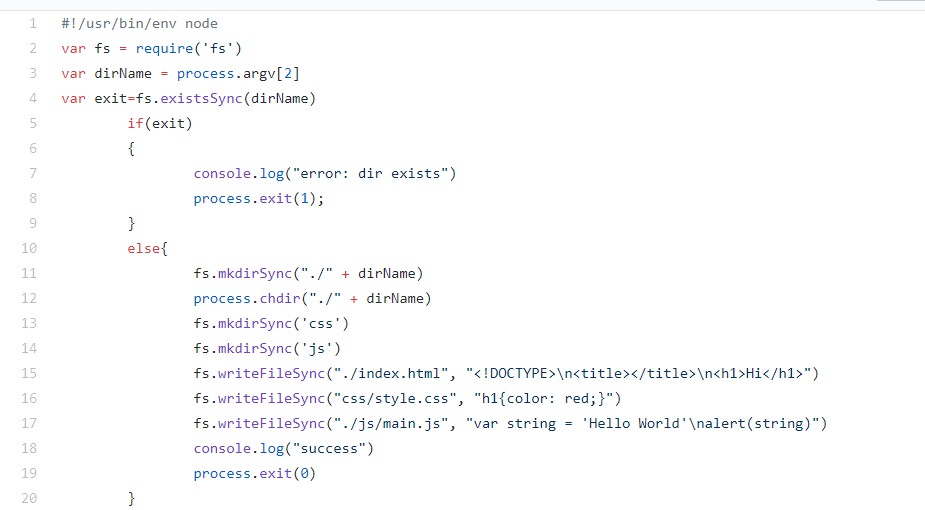 1 #!/usr/bin/env node
2 var fs = require('fs')
3 var dirName = process.argv[2]
4 var exit=fs.existsSync(dirName)
5 if(exit)
6 {
7 console.log("error: dir exists")
8 process.exit(1);
9 }
10 else{
11 fs.mkdirSync("./" + dirName)
12 process.chdir("./" + dirName)
13 fs.mkdirSync('css')
14 fs.mkdirSync('js')
15 fs.writeFileSync("./index.html", "<!DOCTYPE>\n<title></title>\n<h1>Hi</h1>")
16 fs.writeFileSync("css/style.css", "h1{color: red;}")
17 fs.writeFileSync("./js/main.js", "var string = 'Hello World'\nalert(string)")
18 console.log("success")
19 process.exit(0)
20 }